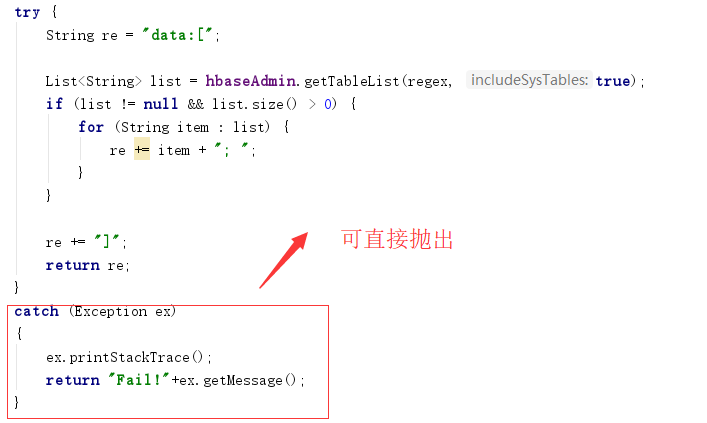 try {
String re = "data:[";
List<String> list = hbaseAdmin.getTableList(regex, includeSysTables: true);
if (list != null && list.size() > 0) {
for (String item : list) {
re += item + "; ";
}
}
re += "]";
return re;
可直接抛出
}
catch (Exception ex)
{
ex.printStackTrace();
return "Fail!"+ex.getMessage();
}